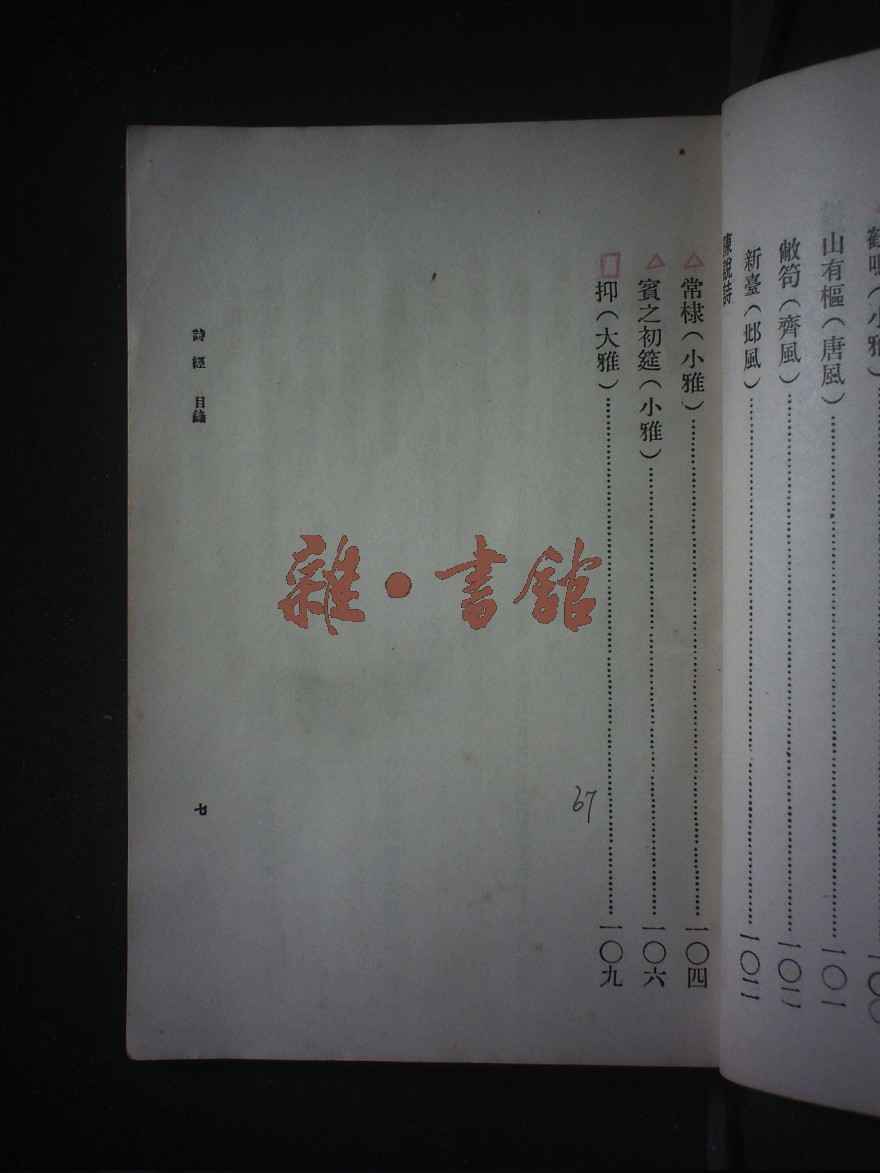 山有樞（唐風）……一〇一
敝笱（齊風）……一〇二
新臺（邶風）……一〇二
陳說詩
常棣（小雅）……一〇四
賓之初筵（小雅）……一〇六
抑（大雅）……一〇九
67
詩經 目錄
七
雜·書館